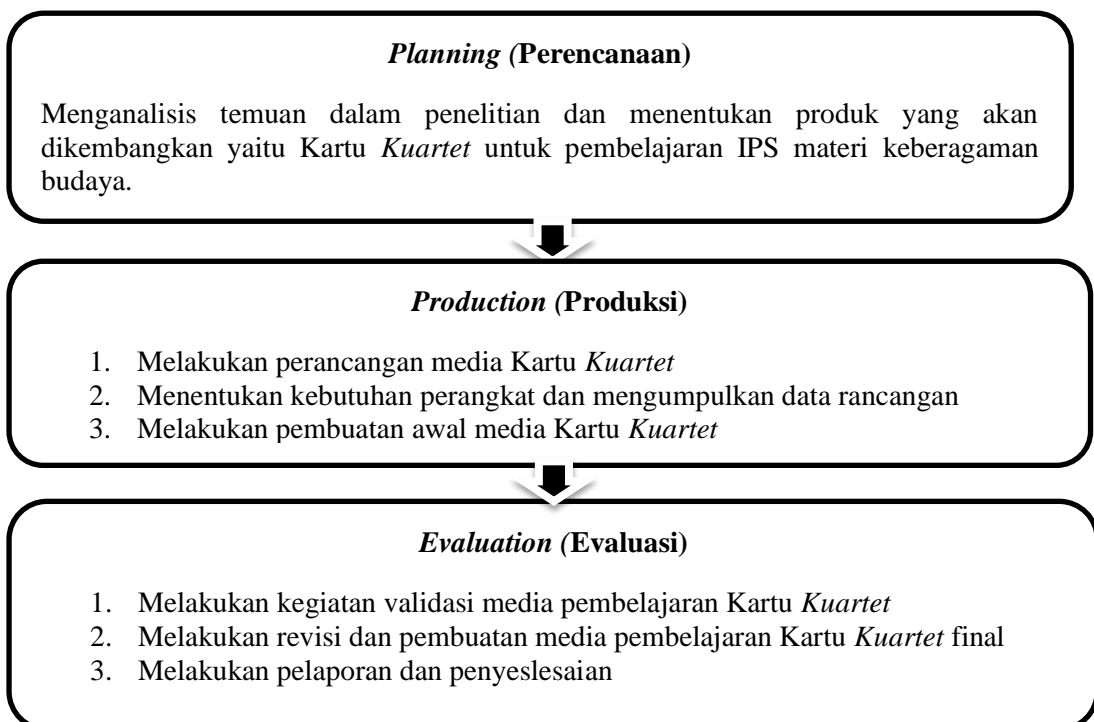 Planning (Perencanaan)
Menganalisis temuan dalam penelitian dan menentukan produk yang akan
dikembangkan yaitu Kartu Kuartet untuk pembelajaran IPS materi keberagaman
budaya.
Production (Produksi)
1. Melakukan perancangan media Kartu Kuartet
2. Menentukan kebutuhan perangkat dan mengumpulkan data rancangan
3. Melakukan pembuatan awal media Kartu Kuartet
Evaluation (Evaluasi)
1. Melakukan kegiatan validasi media pembelajaran Kartu Kuartet
2. Melakukan revisi dan pembuatan media pembelajaran Kartu Kuartet final
3. Melakukan pelaporan dan penyeslesaian